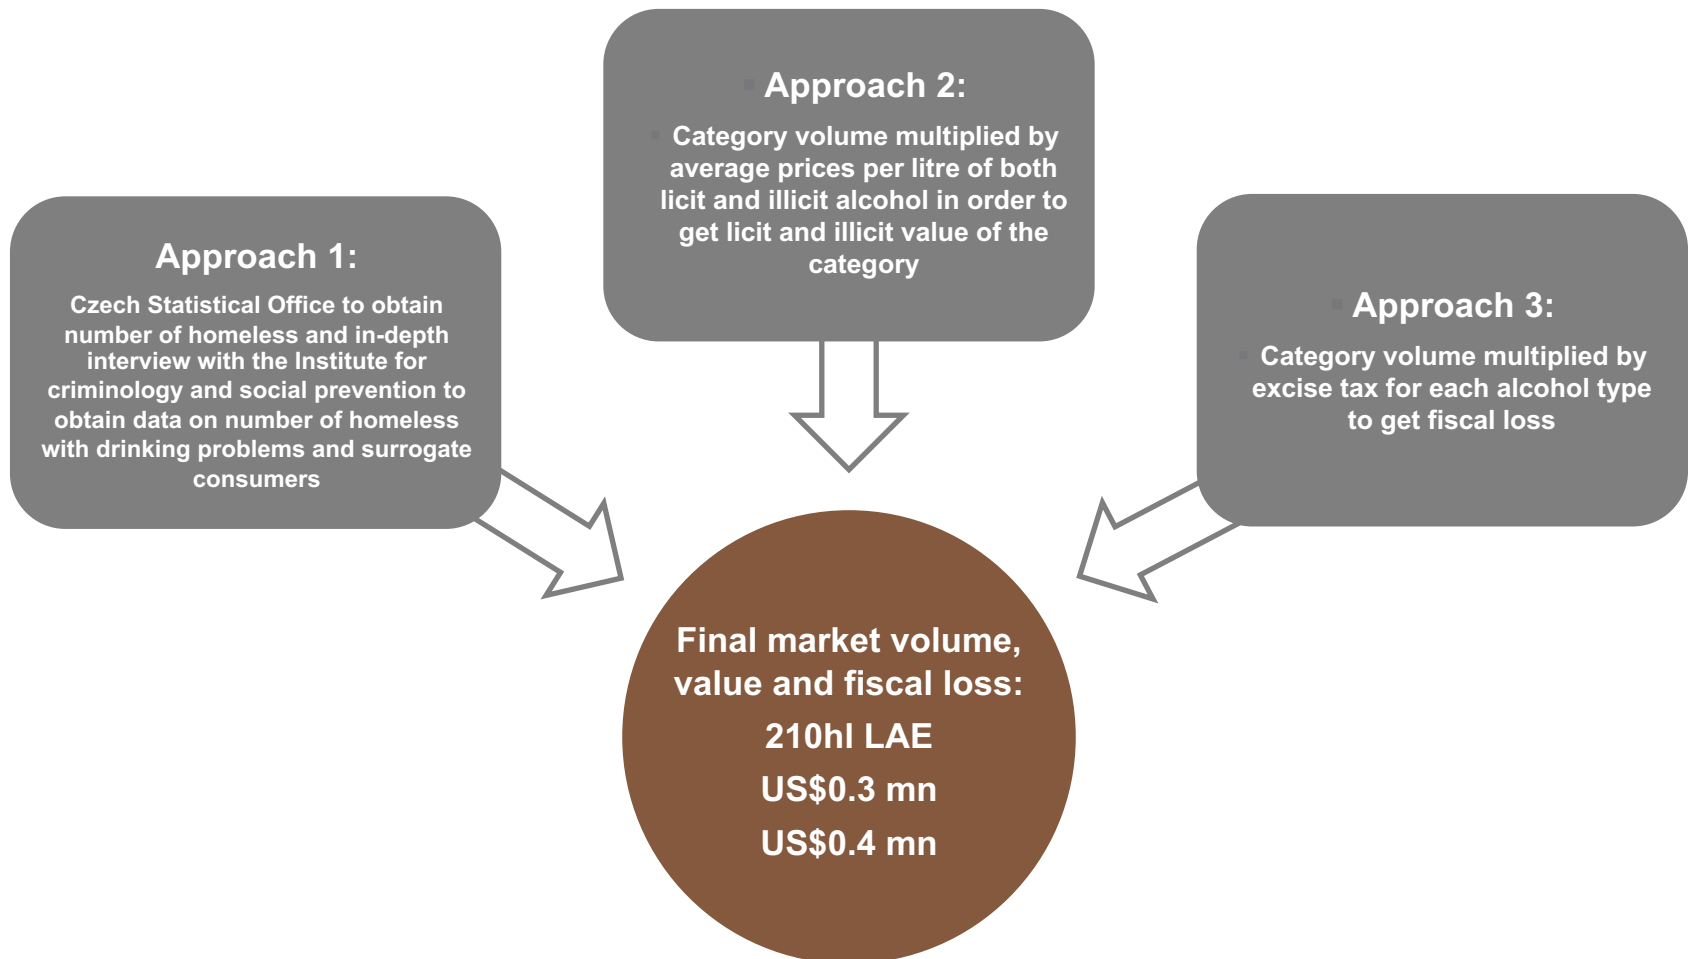 Approach 1:
Czech Statistical Office to obtain
number of homeless and in-depth
interview with the Institute for
criminology and social prevention to
obtain data on number of homeless
with drinking problems and surrogate
consumers
Approach 2:
Category volume multiplied by
average prices per litre of both
licit and illicit alcohol in order to
get licit and illicit value of the
category
Approach 3:
Category volume multiplied by
excise tax for each alcohol type
to get fiscal loss
Final market volume,
value and fiscal loss:
210hl LAE
US$0.3 mn
US$0.4 mn